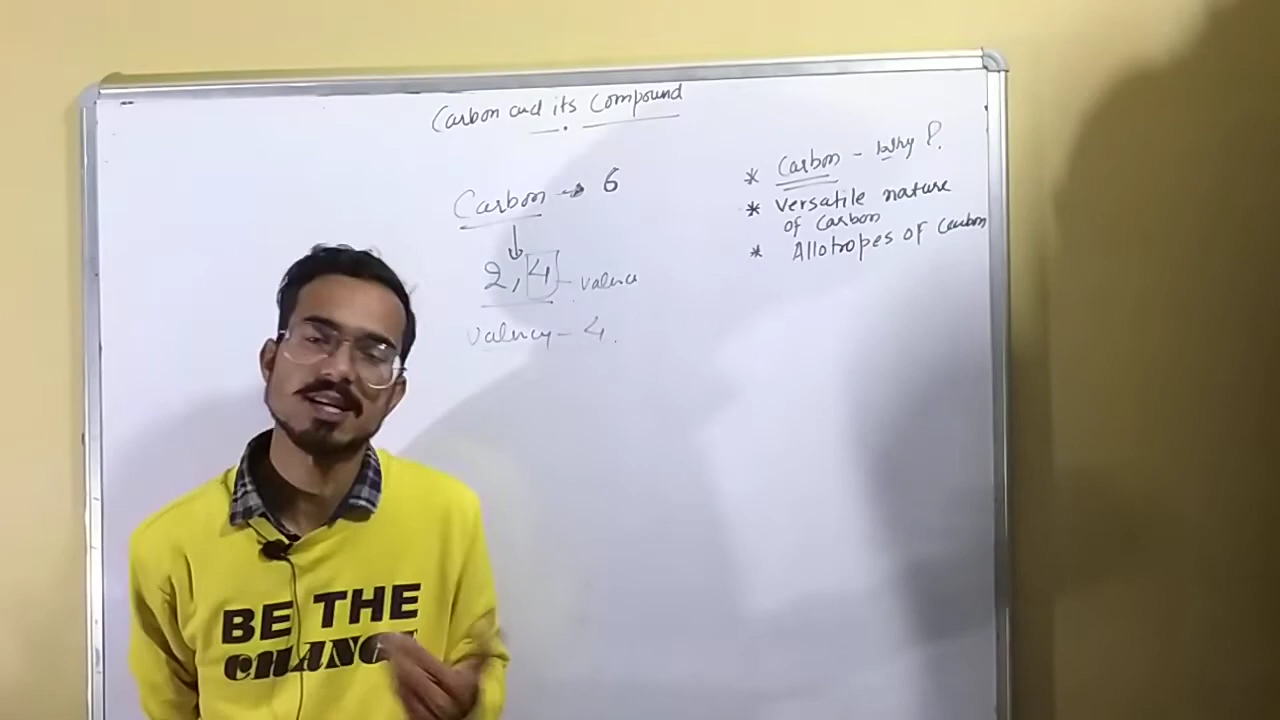 Carbon and its Compound
Carbon → 6
2, 4 - valence
valency - 4.
* Carbon - Why ?
* Versatile nature
of Carbon
* Allotropes of Carbon
BE THE
CHANGE